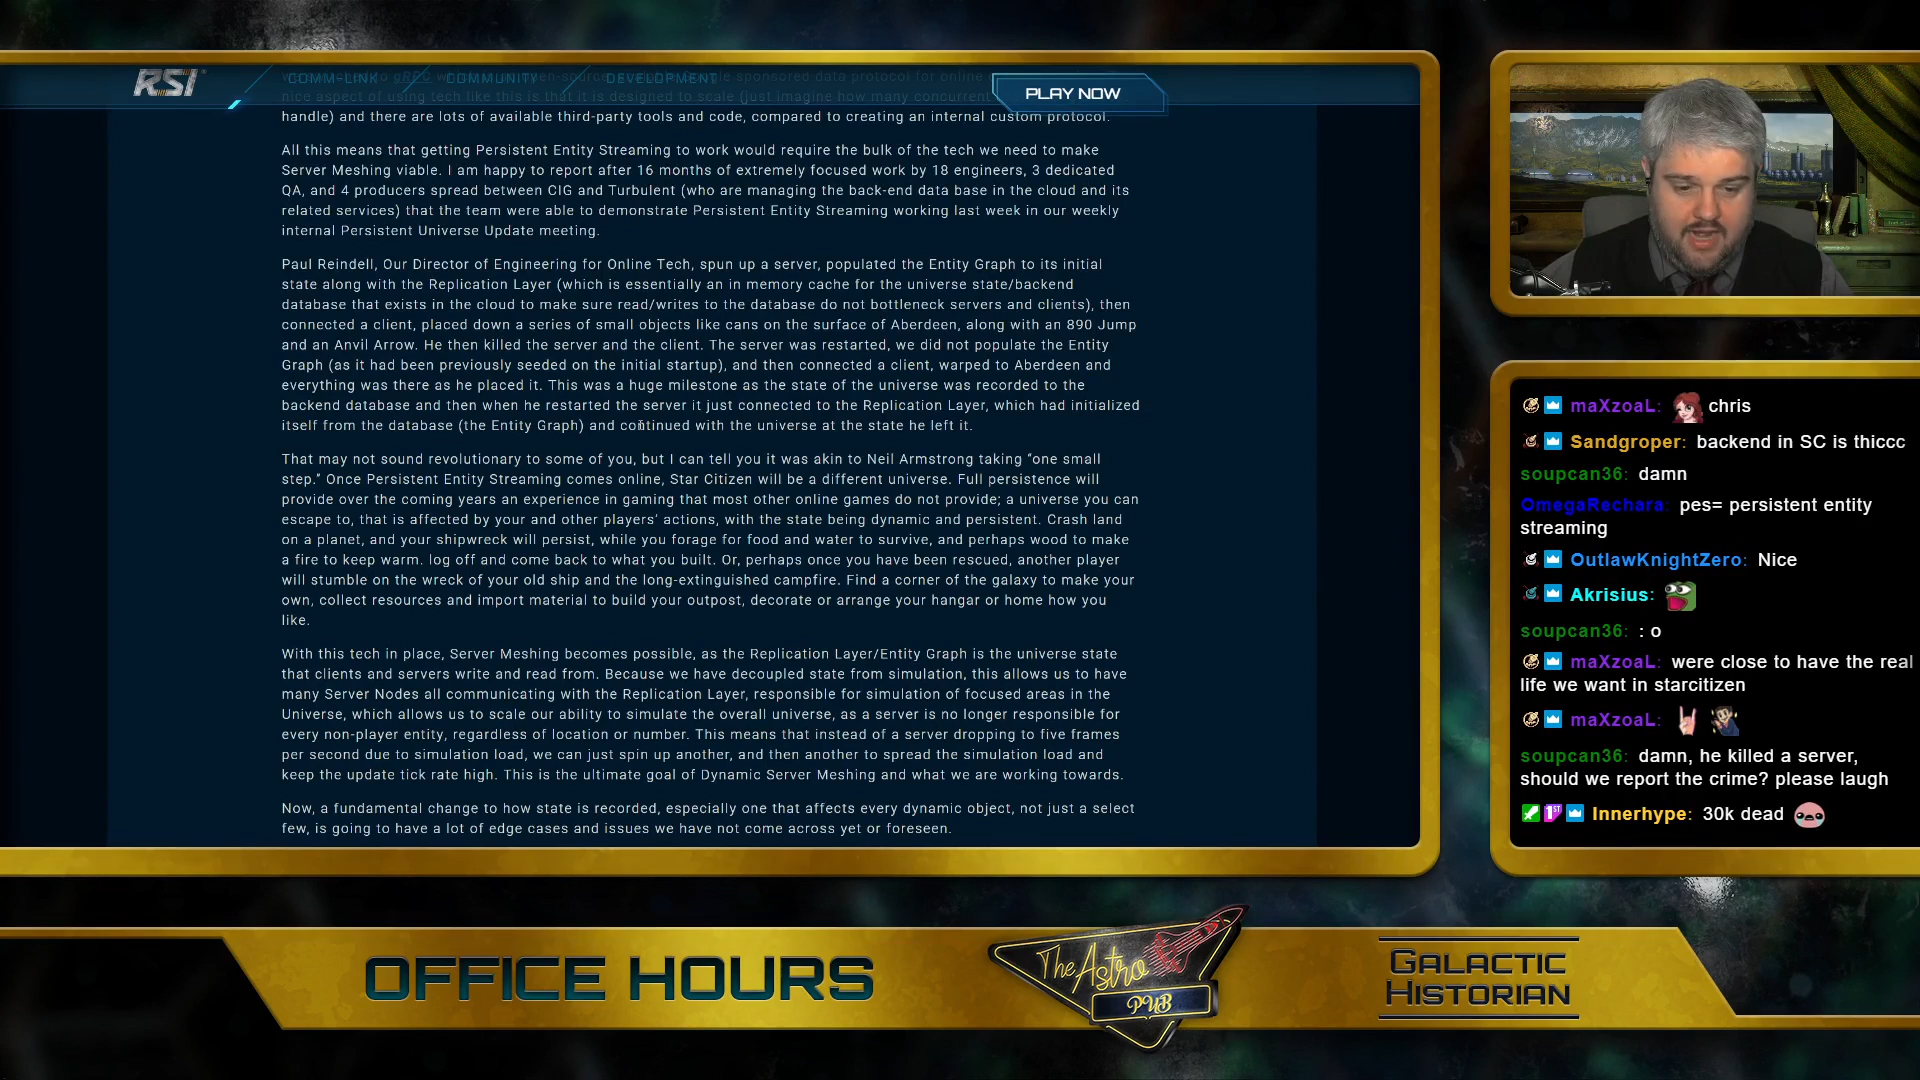 RSI
COMM-LINK
COMMUNITY
DEVELOPMENT
PLAY NOW
nice aspect of using tech like this is that it is designed to scale (just imagine how many concurrent
handle) and there are lots of available third-party tools and code, compared to creating an internal custom protocol.
All this means that getting Persistent Entity Streaming to work would require the bulk of the tech we need to make
Server Meshing viable. I am happy to report after 16 months of extremely focused work by 18 engineers, 3 dedicated
QA, and 4 producers spread between CIG and Turbulent (who are managing the back-end data base in the cloud and its
related services) that the team were able to demonstrate Persistent Entity Streaming working last week in our weekly
internal Persistent Universe Update meeting.
Paul Reindell, Our Director of Engineering for Online Tech, spun up a server, populated the Entity Graph to its initial
state along with the Replication Layer (which is essentially an in memory cache for the universe state/backend
database that exists in the cloud to make sure read/writes to the database do not bottleneck servers and clients), then
connected a client, placed down a series of small objects like cans on the surface of Aberdeen, along with an 890 Jump
and an Anvil Arrow. He then killed the server and the client. The server was restarted, we did not populate the Entity
Graph (as it had been previously seeded on the initial startup), and then connected a client, warped to Aberdeen and
everything was there as he placed it. This was a huge milestone as the state of the universe was recorded to the
backend database and then when he restarted the server it just connected to the Replication Layer, which had initialized
itself from the database (the Entity Graph) and continued with the universe at the state he left it.
That may not sound revolutionary to some of you, but I can tell you it was akin to Neil Armstrong taking “one small
step.” Once Persistent Entity Streaming comes online, Star Citizen will be a different universe. Full persistence will
provide over the coming years an experience in gaming that most other online games do not provide; a universe you can
escape to, that is affected by your and other players’ actions, with the state being dynamic and persistent. Crash land
on a planet, and your shipwreck will persist, while you forage for food and water to survive, and perhaps wood to make
a fire to keep warm. log off and come back to what you built. Or, perhaps once you have been rescued, another player
will stumble on the wreck of your old ship and the long-extinguished campfire. Find a corner of the galaxy to make your
own, collect resources and import material to build your outpost, decorate or arrange your hangar or home how you
like.
With this tech in place, Server Meshing becomes possible, as the Replication Layer/Entity Graph is the universe state
that clients and servers write and read from. Because we have decoupled state from simulation, this allows us to have
many Server Nodes all communicating with the Replication Layer, responsible for simulation of focused areas in the
Universe, which allows us to scale our ability to simulate the overall universe, as a server is no longer responsible for
every non-player entity, regardless of location or number. This means that instead of a server dropping to five frames
per second due to simulation load, we can just spin up another, and then another to spread the simulation load and
keep the update tick rate high. This is the ultimate goal of Dynamic Server Meshing and what we are working towards.
Now, a fundamental change to how state is recorded, especially one that affects every dynamic object, not just a select
few, is going to have a lot of edge cases and issues we have not come across yet or foreseen.
maXzoaL: chris
Sandgroper: backend in SC is thiccc
soupcan36: damn
OmegaRechara: pes= persistent entity
streaming
OutlawKnightZero: Nice
Akrisius:
soupcan36: : o
maXzoaL: were close to have the real
life we want in starcitizen
maXzoaL:
soupcan36: damn, he killed a server,
should we report the crime? please laugh
1ST Innerhype: 30k dead
OFFICE HOURS
The Astro
PUB
GALACTIC
HISTORIAN